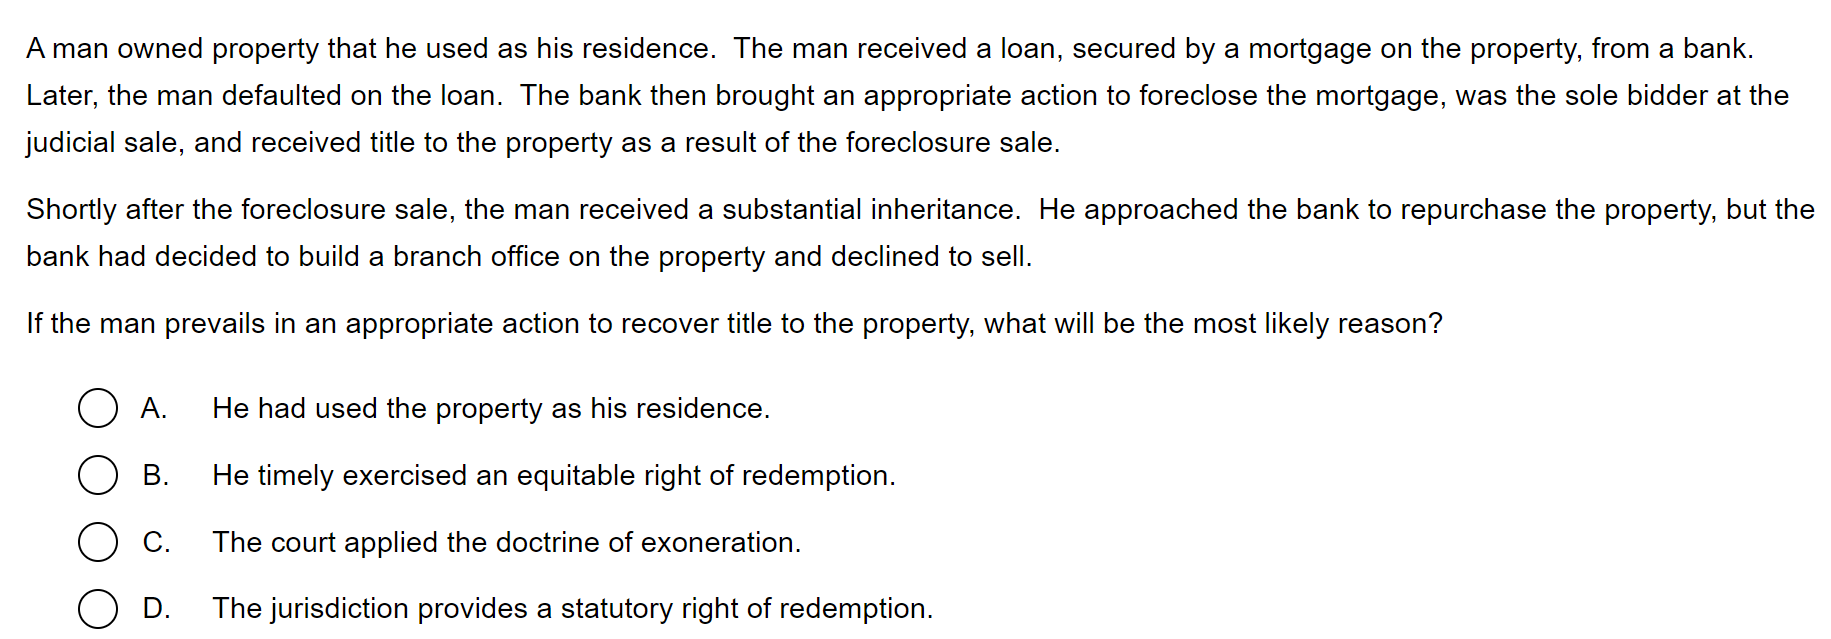 A man owned property that he used as his residence.  The man received a loan, secured by a mortgage on the property, from a bank.
Later, the man defaulted on the loan.  The bank then brought an appropriate action to foreclose the mortgage, was the sole bidder at the
judicial sale, and received title to the property as a result of the foreclosure sale.
Shortly after the foreclosure sale, the man received a substantial inheritance.  He approached the bank to repurchase the property, but the
bank had decided to build a branch office on the property and declined to sell.
If the man prevails in an appropriate action to recover title to the property, what will be the most likely reason?
A. He had used the property as his residence.
B. He timely exercised an equitable right of redemption.
C. The court applied the doctrine of exoneration.
D. The jurisdiction provides a statutory right of redemption.